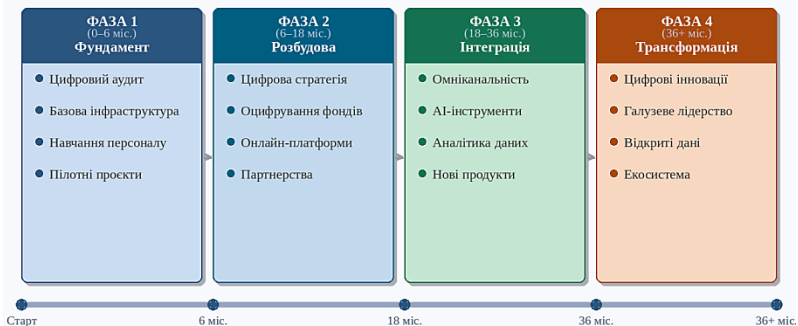 ФАЗА 1
(0–6 міс.)
Фундамент
Цифровий аудит
Базова інфраструктура
Навчання персоналу
Пілотні проєкти
ФАЗА 2
(6–18 міс.)
Розбудова
Цифрова стратегія
Оцифрування фондів
Онлайн-платформи
Партнерства
ФАЗА 3
(18–36 міс.)
Інтеграція
Омніканальність
АІ-інструменти
Аналітика даних
Нові продукти
ФАЗА 4
(36+ міс.)
Трансформація
Цифрові інновації
Галузеве лідерство
Відкриті дані
Екосистема
Старт
6 міс.
18 міс.
36 міс.
36+ міс.